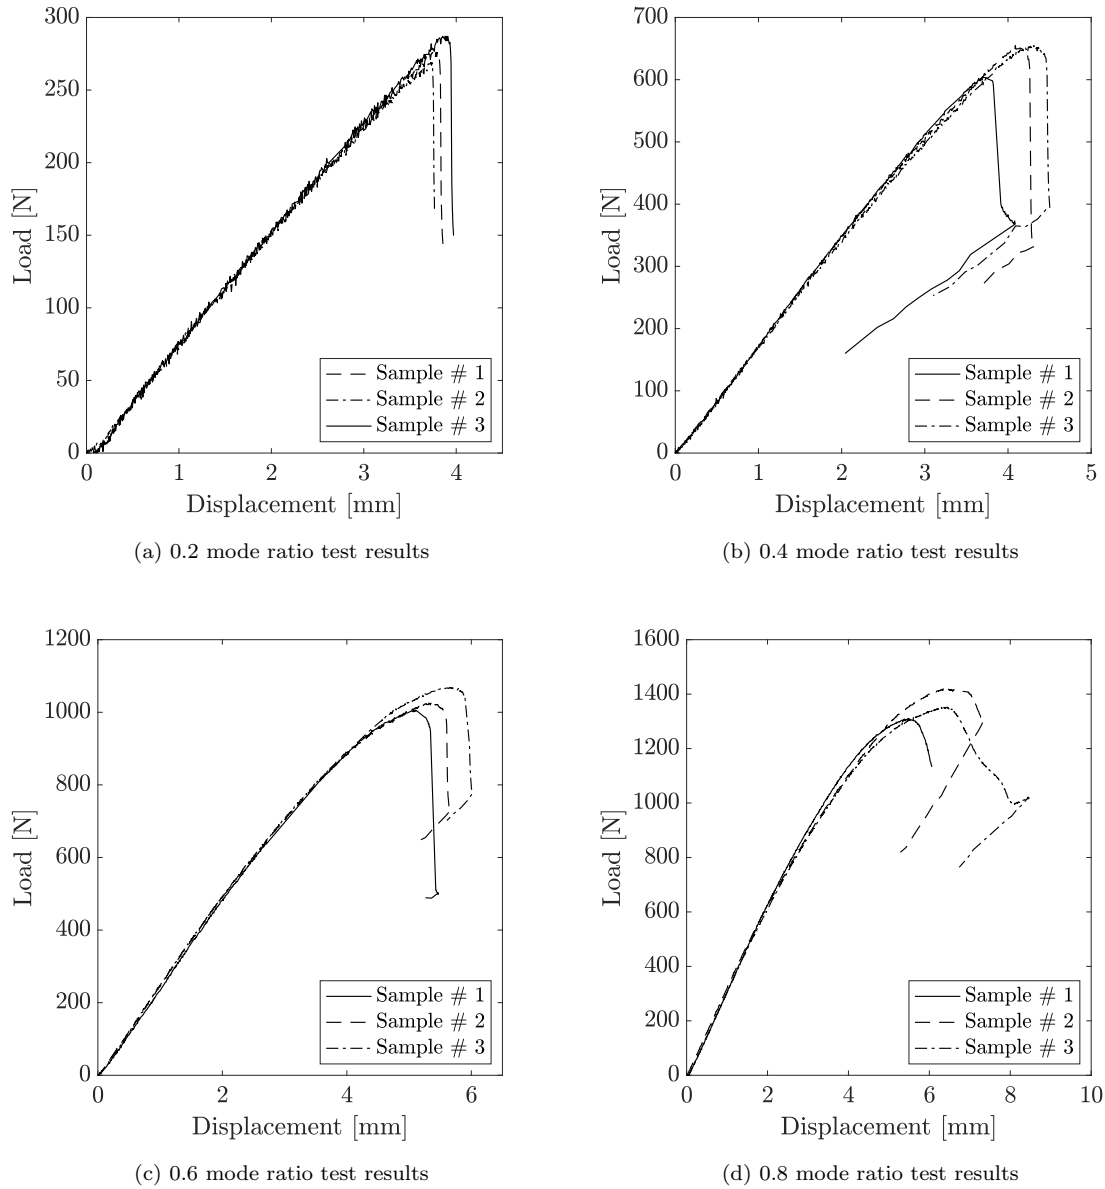 300
250
200
150
100
50
0
Load [N]
Sample # 1
Sample # 2
Sample # 3
0 1 2 3 4
Displacement [mm]
(a) 0.2 mode ratio test results
700
600
500
400
300
200
100
0
Load [N]
Sample # 1
Sample # 2
Sample # 3
0 1 2 3 4 5
Displacement [mm]
(b) 0.4 mode ratio test results
1200
1000
800
600
400
200
0
Load [N]
Sample # 1
Sample # 2
Sample # 3
0 2 4 6
Displacement [mm]
(c) 0.6 mode ratio test results
1600
1400
1200
1000
800
600
400
200
0
Load [N]
Sample # 1
Sample # 2
Sample # 3
0 2 4 6 8 10
Displacement [mm]
(d) 0.8 mode ratio test results